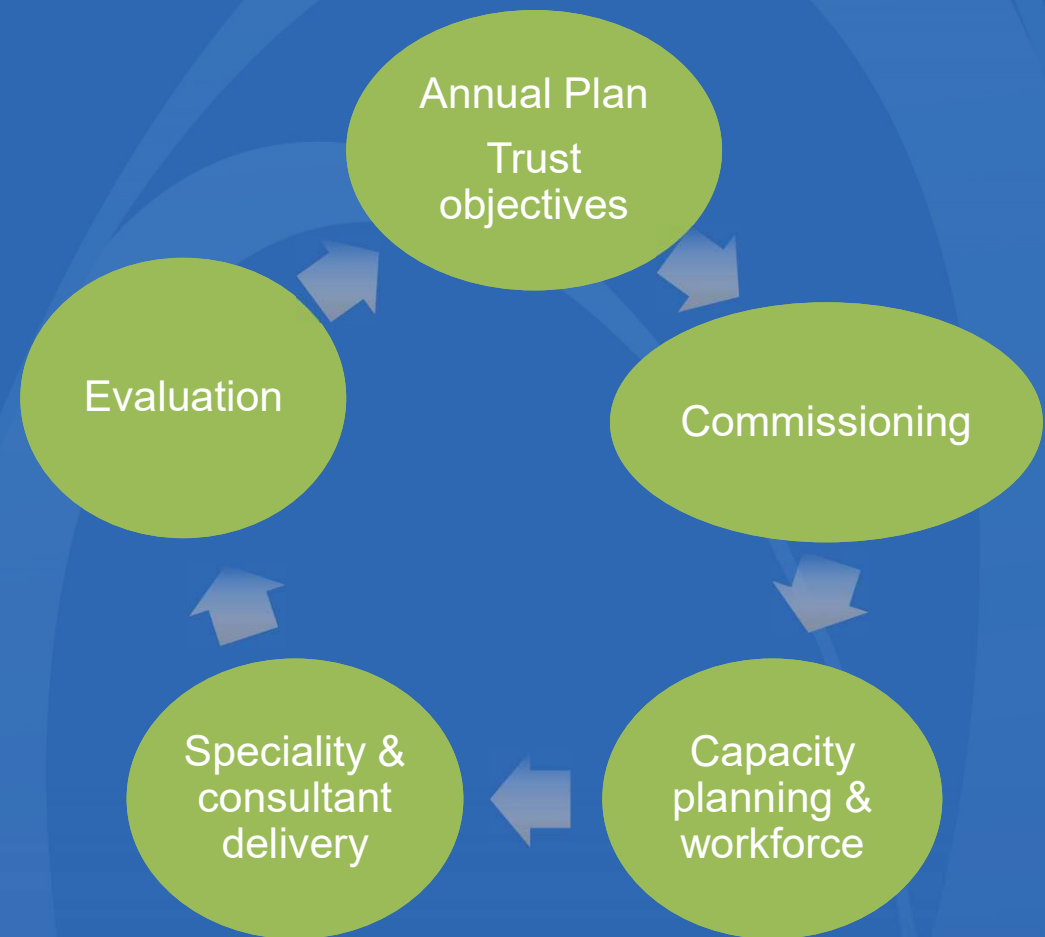 Annual Plan
Trust
objectives
Commissioning
Capacity
planning &
workforce
Speciality &
consultant
delivery
Evaluation